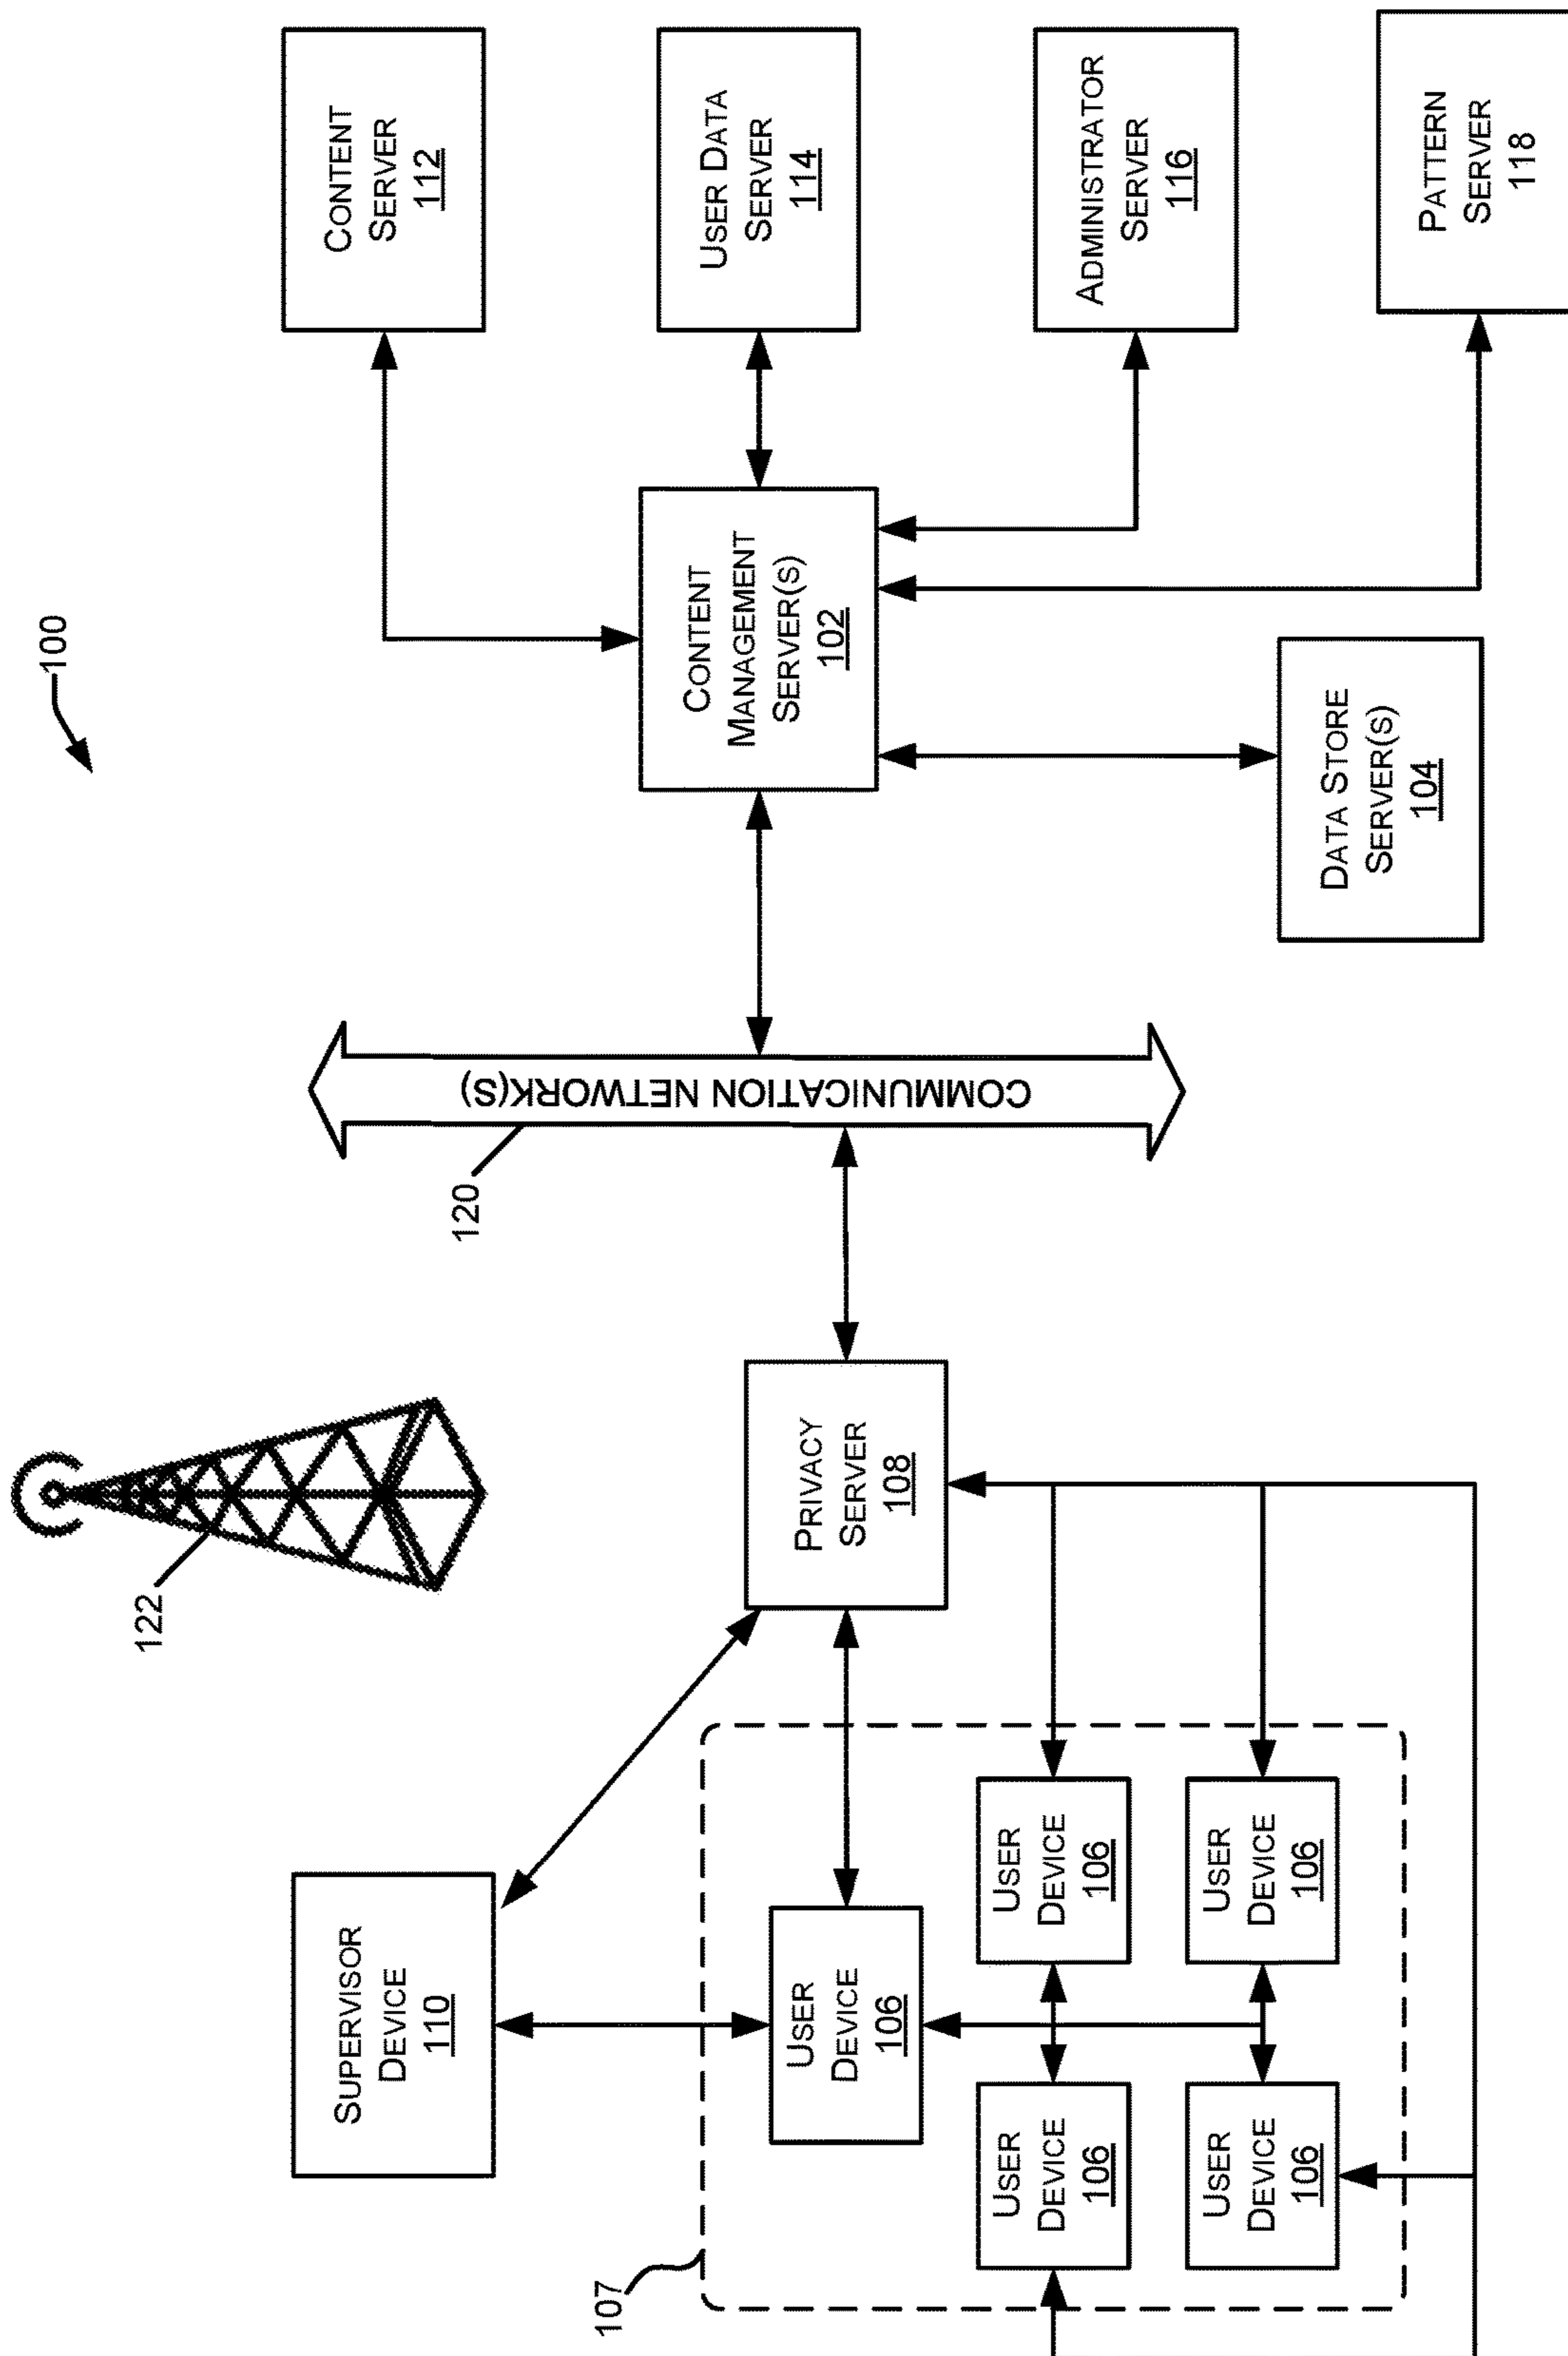 100
CONTENT
SERVER
112
USER DATA
SERVER
114
ADMINISTRATOR
SERVER
116
PATTERN
SERVER
118
CONTENT
MANAGEMENT
SERVER(S)
102
DATA STORE
SERVER(S)
104
COMMUNICATION NETWORK(S)
120
122
PRIVACY
SERVER
108
SUPERVISOR
DEVICE
110
107
USER
DEVICE
106
USER
DEVICE
106
USER
DEVICE
106
USER
DEVICE
106
USER
DEVICE
106